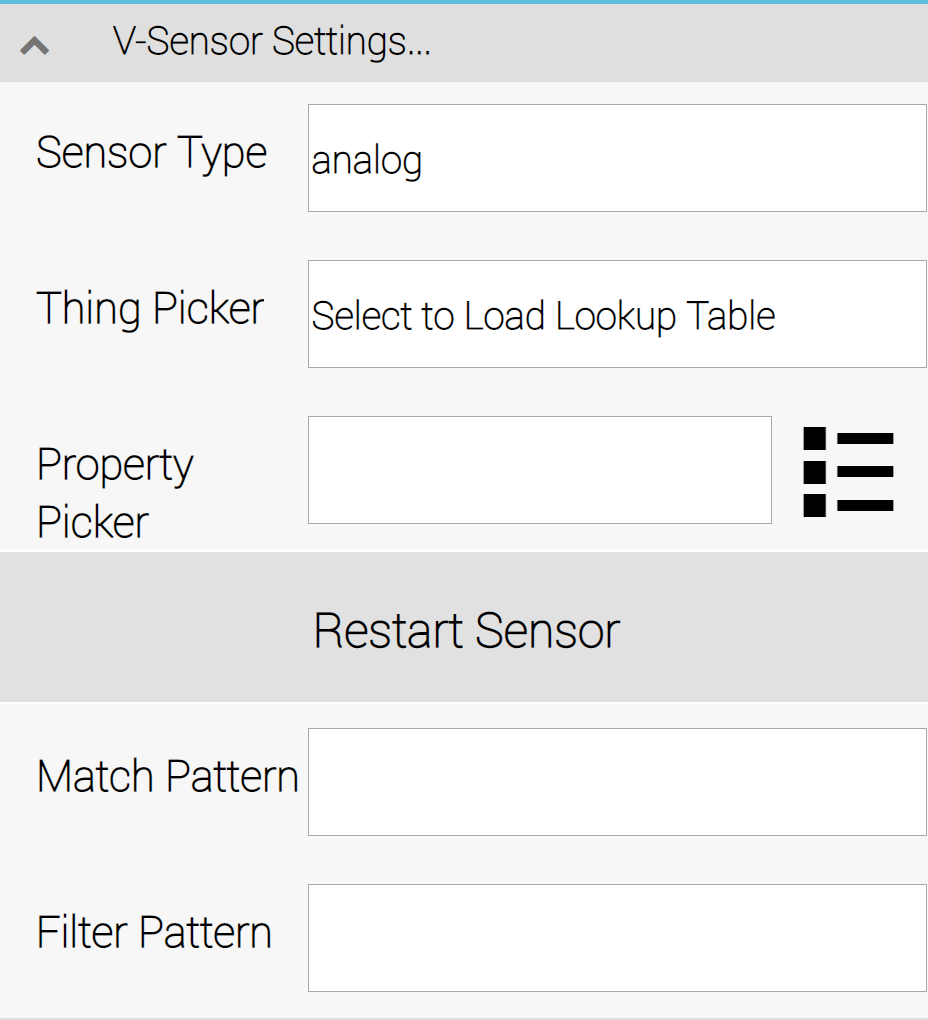 V-Sensor Settings...
Sensor Type
analog
Thing Picker
Select to Load Lookup Table
Property
Picker
Restart Sensor
Match Pattern
Filter Pattern